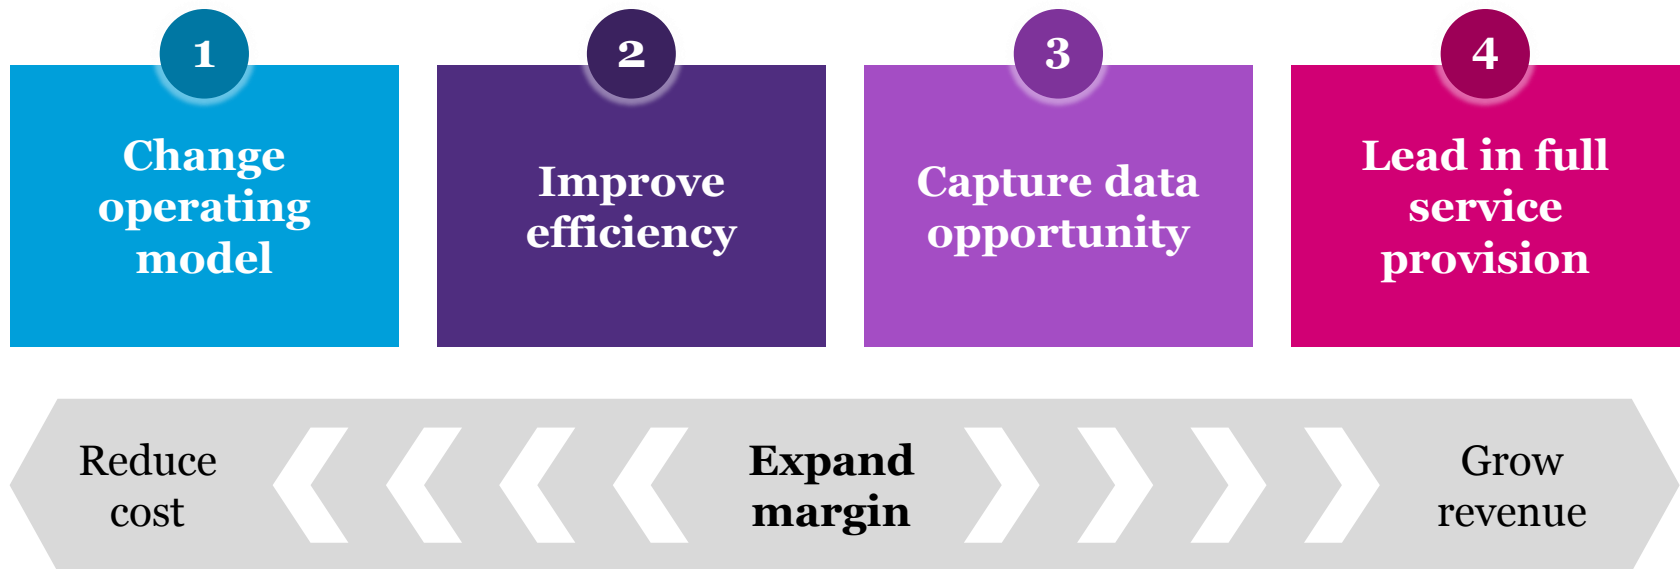 1
Change
operating
model
2
Improve
efficiency
3
Capture data
opportunity
4
Lead in full
service
provision
Reduce
cost
Expand
margin
Grow
revenue